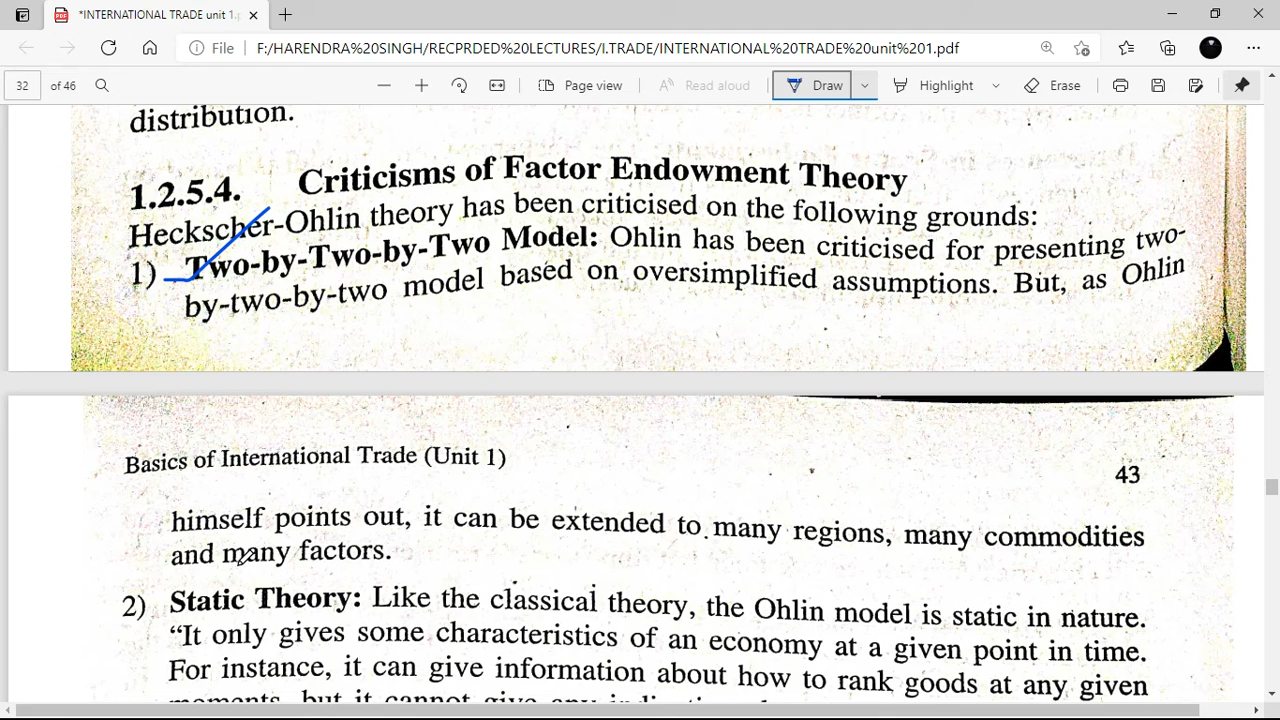 *INTERNATIONAL TRADE unit 1.p
File F:/HARENDRA%20SINGH/RECPRDED%20LECTURES/I.TRADE/INTERNATIONAL%20TRADE%20unit%201.pdf
32 of 46 Page view Read aloud Draw Highlight Erase
distribution.
1.2.5.4. Criticisms of Factor Endowment Theory
Heckscher-Ohlin theory has been criticised on the following grounds:
1) Two-by-Two-by-Two Model: Ohlin has been criticised for presenting two-
by-two-by-two model based on oversimplified assumptions. But, as Ohlin
Basics of International Trade (Unit 1)
43
himself points out, it can be extended to many regions, many commodities
and many factors.
2) Static Theory: Like the classical theory, the Ohlin model is static in nature.
“It only gives some characteristics of an economy at a given point in time.
For instance, it can give information about how to rank goods at any given
moments, but it cannot give any